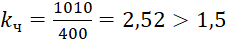 kч = 1010/400 = 2,52 > 1,5